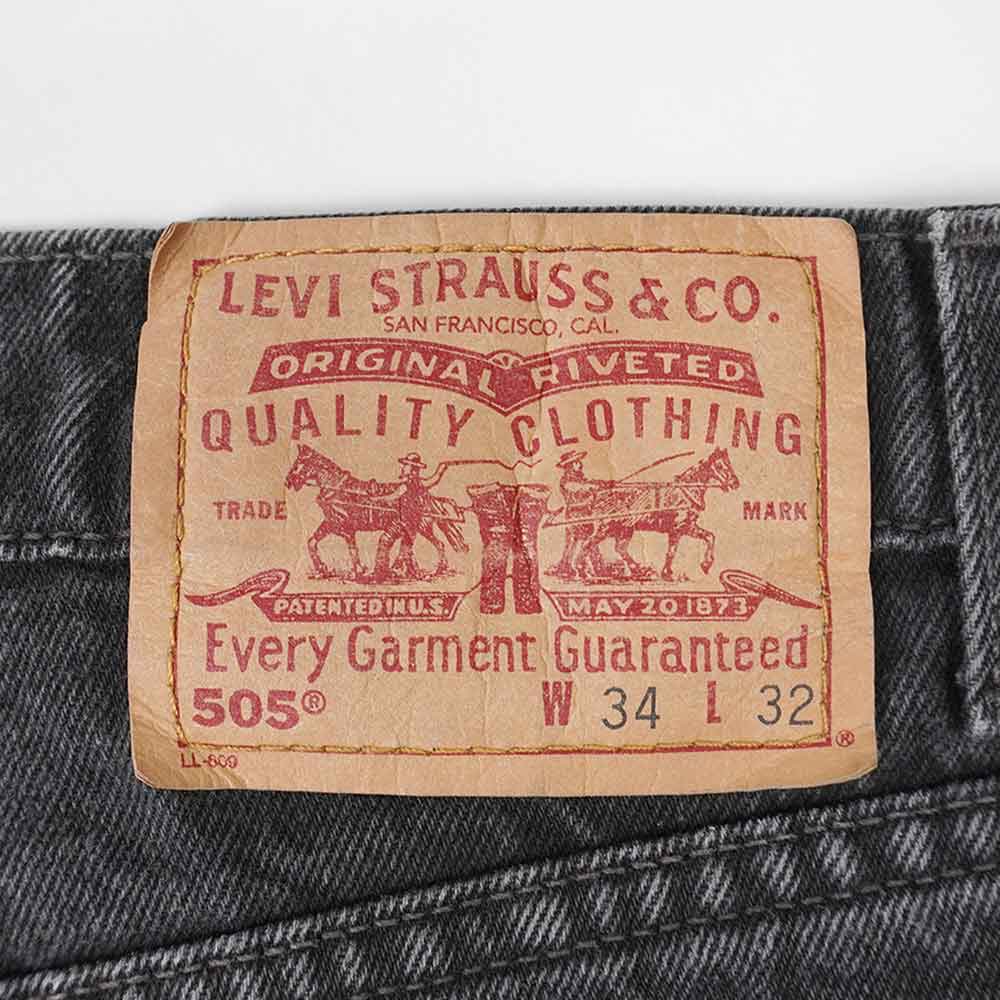 LEVI STRAUSS & CO.
SAN FRANCISCO, CAL.
ORIGINAL RIVETED
QUALITY CLOTHING
TRADE MARK
PATENTED IN U.S. MAY 20 1873
Every Garment Guaranteed
505® W 34 L 32
®
LL-809